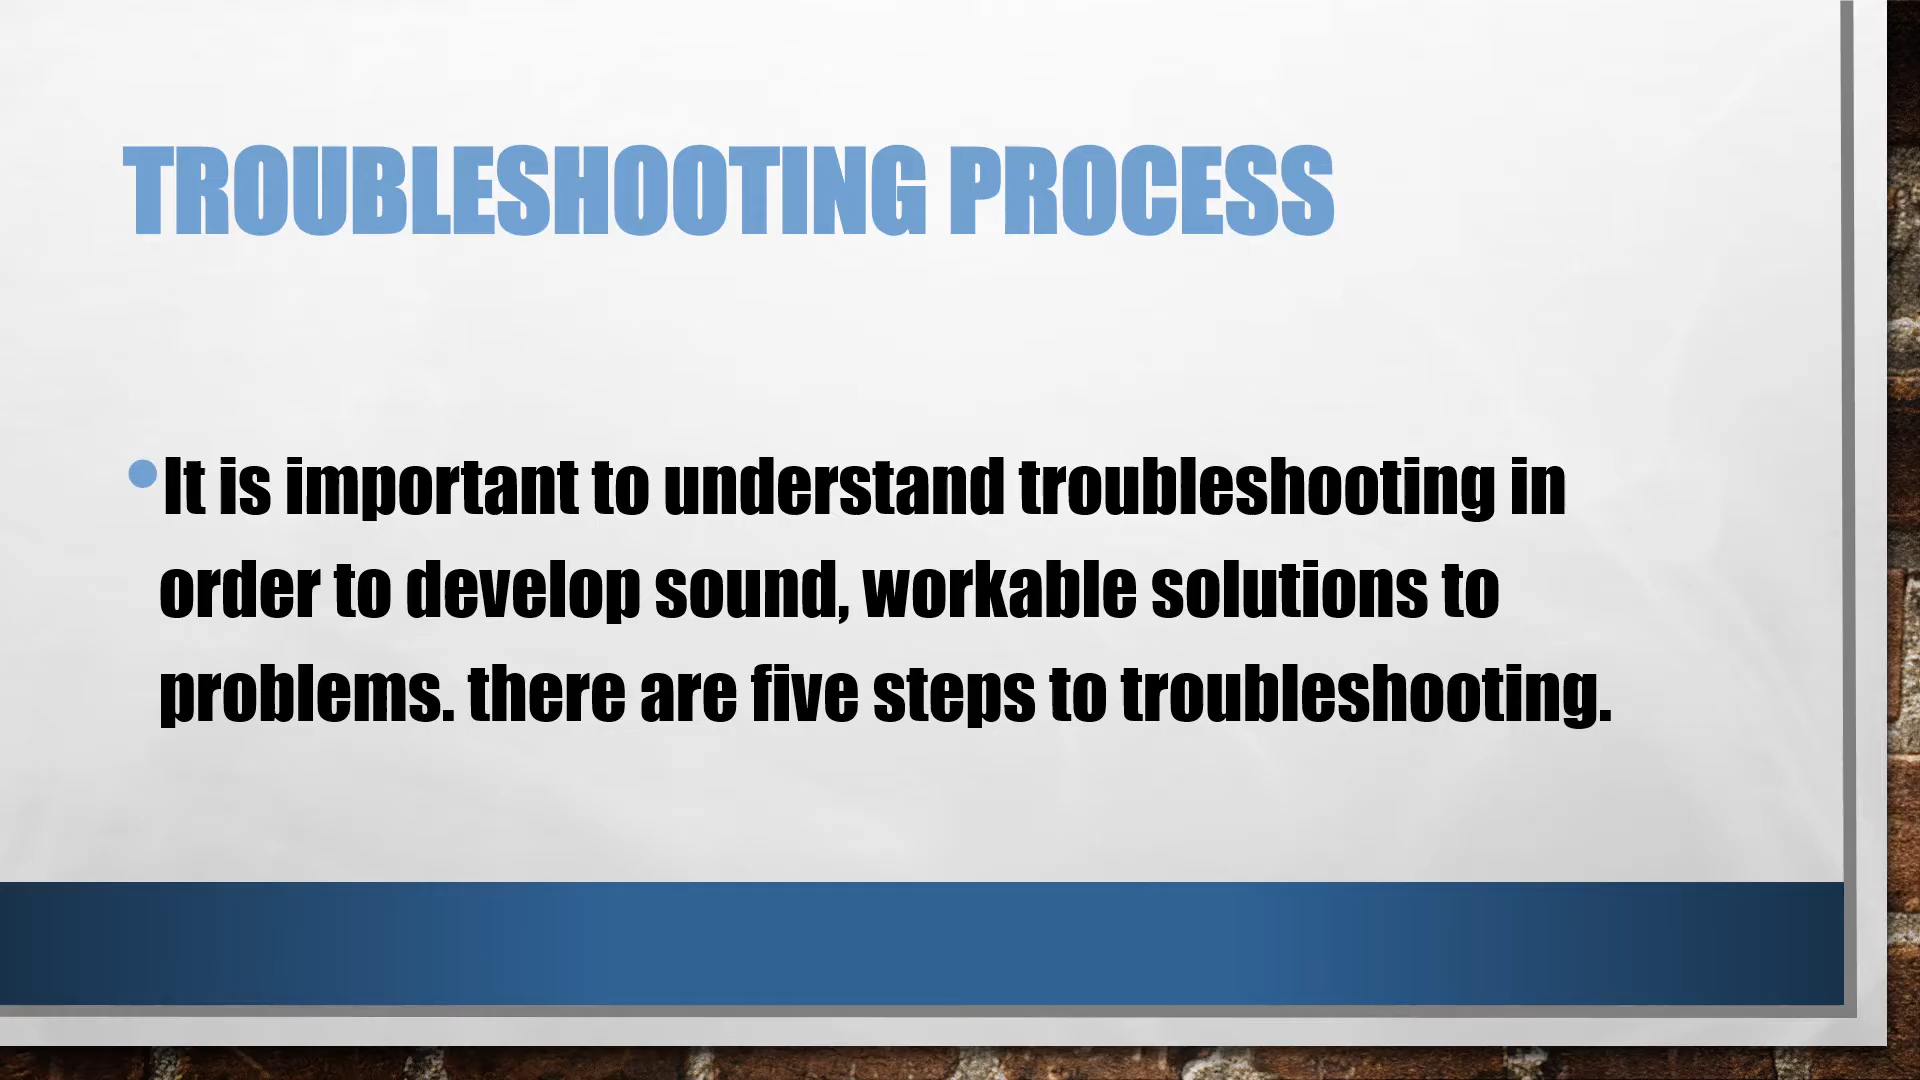 TROUBLESHOOTING PROCESS
•It is important to understand troubleshooting in
order to develop sound, workable solutions to
problems. there are five steps to troubleshooting.